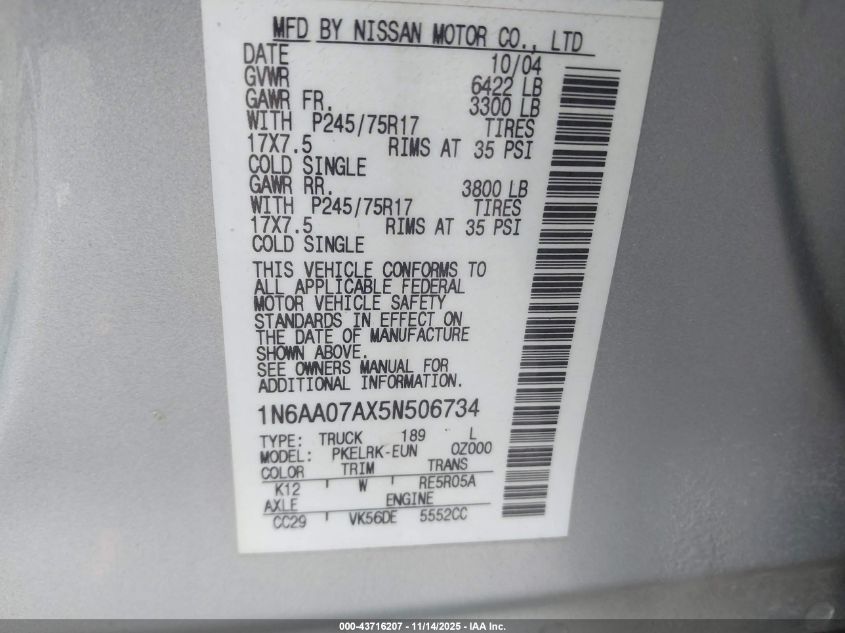 MFD BY NISSAN MOTOR CO., LTD
DATE 10/04
GVWR 6422 LB
GAWR FR. 3300 LB
WITH P245/75R17 TIRES
17X7.5 RIMS AT 35 PSI
COLD SINGLE
GAWR RR. 3800 LB
WITH P245/75R17 TIRES
17X7.5 RIMS AT 35 PSI
COLD SINGLE
THIS VEHICLE CONFORMS TO
ALL APPLICABLE FEDERAL
MOTOR VEHICLE SAFETY
STANDARDS IN EFFECT ON
THE DATE OF MANUFACTURE
SHOWN ABOVE.
SEE OWNERS MANUAL FOR
ADDITIONAL INFORMATION.
1N6AA07AX5N506734
TYPE: TRUCK 189 L
MODEL: PKELRK-EUN 0Z000
COLOR TRIM TRANS
K12 W RE5R05A
AXLE ENGINE
CC29 VK56DE 5552CC
000-43716207 - 11/14/2025 - IAA Inc.